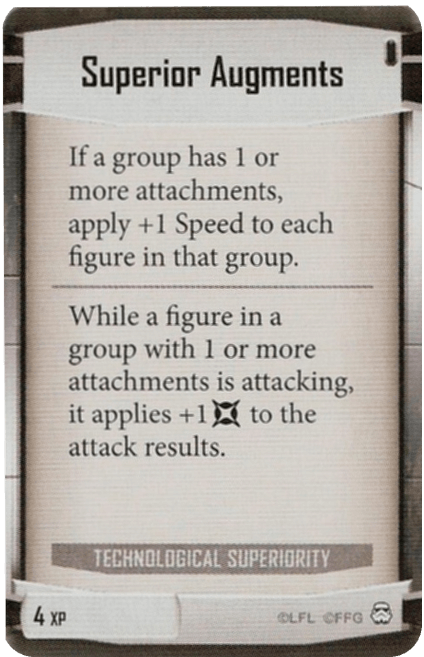 Superior Augments
If a group has 1 or
more attachments,
apply +1 Speed to each
figure in that group.
While a figure in a
group with 1 or more
attachments is attacking,
it applies +1 to the
attack results.
TECHNOLOGICAL SUPERIORITY
4 XP
©LFL ©FFG